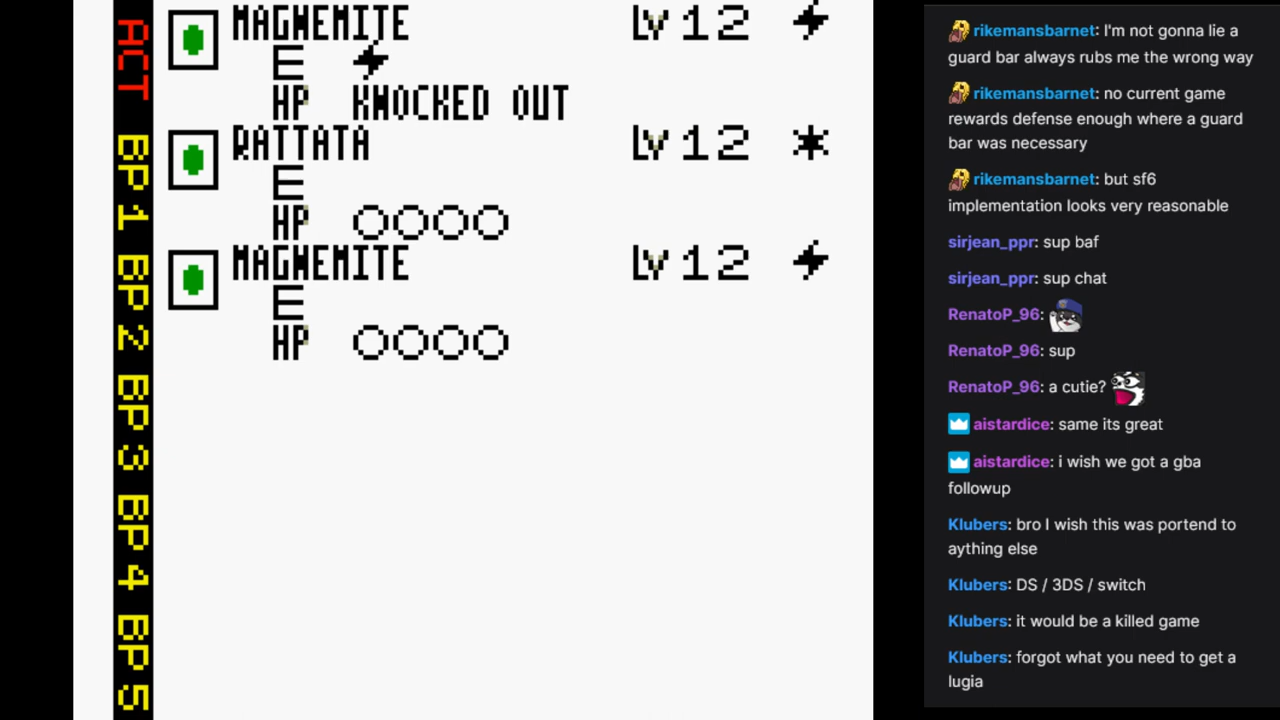 ACT
MAGNEMITE Lv12
E
HP KNOCKED OUT
BP1
RATTATA Lv12
E
HP
BP2
MAGNEMITE Lv12
E
HP
BP3
BP4
BP5
rikemansbarnet: I'm not gonna lie a
guard bar always rubs me the wrong way
rikemansbarnet: no current game
rewards defense enough where a guard
bar was necessary
rikemansbarnet: but sf6
implementation looks very reasonable
sirjean_ppr: sup baf
sirjean_ppr: sup chat
RenatoP_96:
RenatoP_96: sup
RenatoP_96: a cutie?
aistardice: same its great
aistardice: i wish we got a gba
followup
Klubers: bro I wish this was portend to
aything else
Klubers: DS / 3DS / switch
Klubers: it would be a killed game
Klubers: forgot what you need to get a
lugia